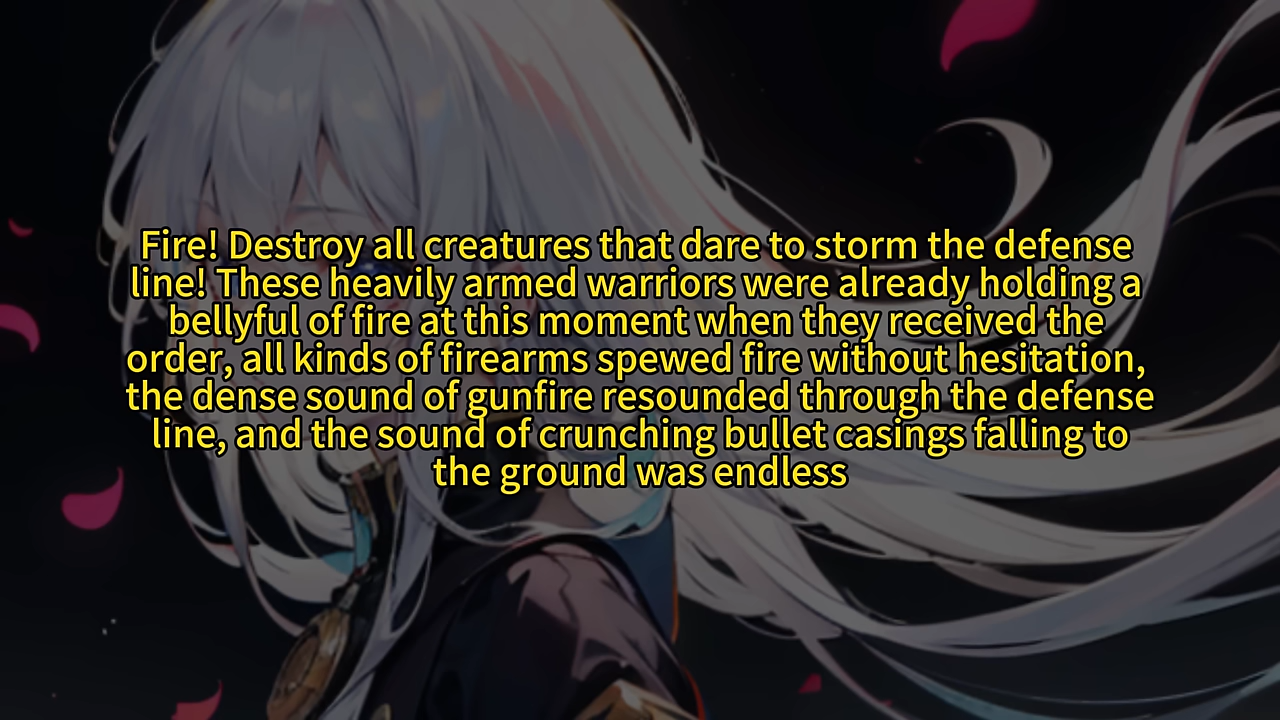 Fire! Destroy all creatures that dare to storm the defense
line! These heavily armed warriors were already holding a
bellyful of fire at this moment when they received the
order, all kinds of firearms spewed fire without hesitation,
the dense sound of gunfire resounded through the defense
line, and the sound of crunching bullet casings falling to
the ground was endless